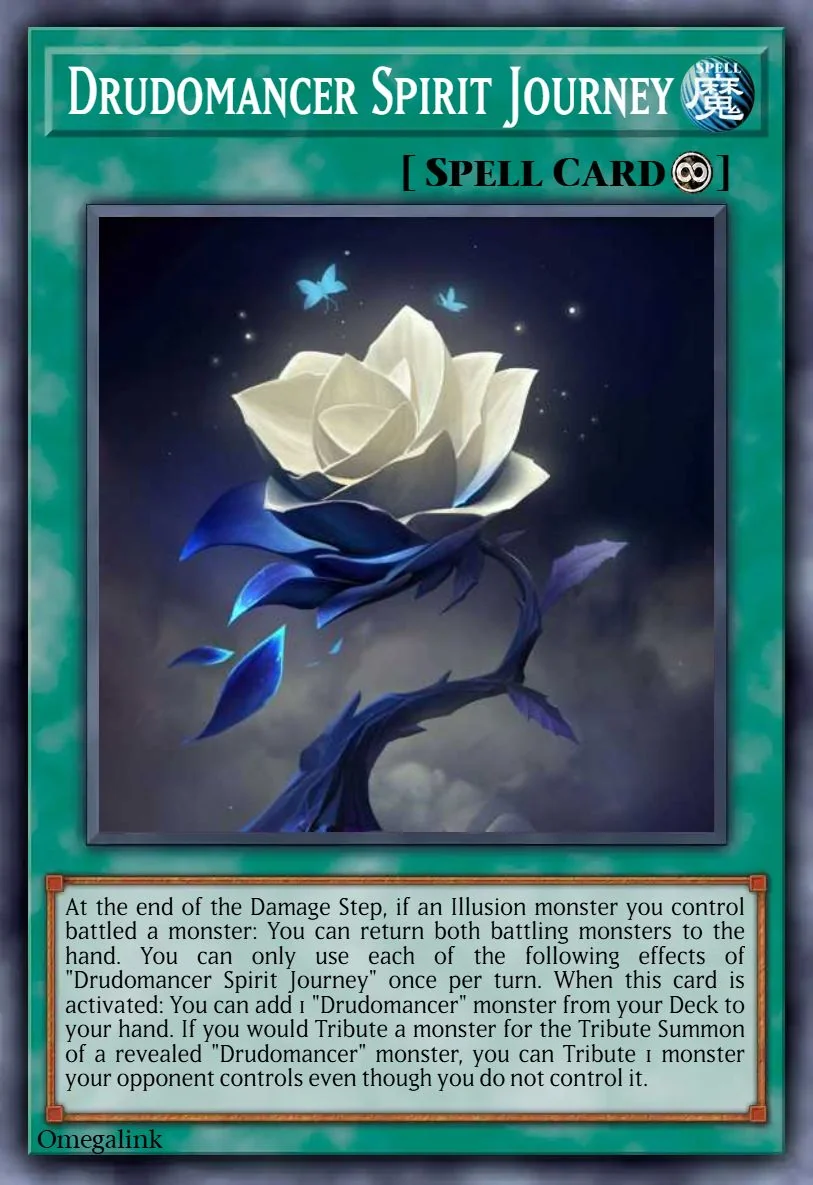 DRUDOMANCER SPIRIT JOURNEY
SPELL
魔
[ SPELL CARD ]
At the end of the Damage Step, if an Illusion monster you control
battled a monster: You can return both battling monsters to the
hand. You can only use each of the following effects of
"Drudomancer Spirit Journey" once per turn. When this card is
activated: You can add 1 "Drudomancer" monster from your Deck to
your hand. If you would Tribute a monster for the Tribute Summon
of a revealed "Drudomancer" monster, you can Tribute 1 monster
your opponent controls even though you do not control it.
Omegalink